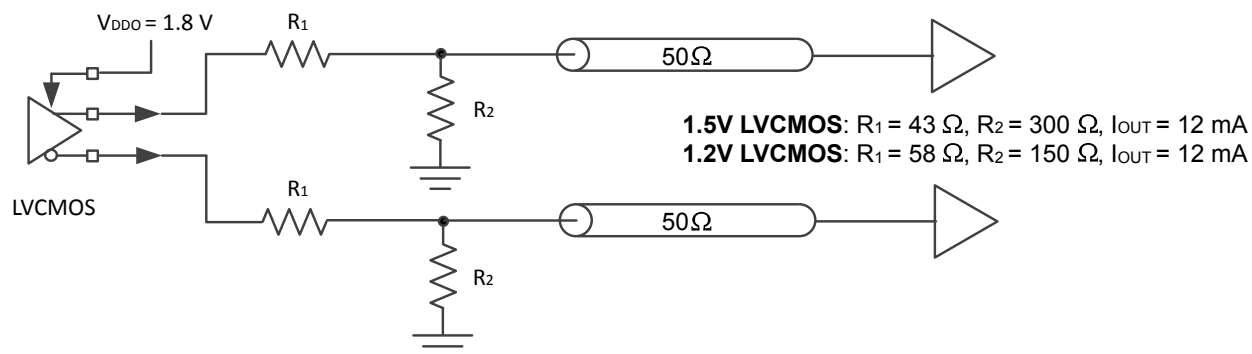 VDDO = 1.8 V
R1
50Ω
R2
1.5V LVCMOS: R1 = 43 Ω, R2 = 300 Ω, IOUT = 12 mA
1.2V LVCMOS: R1 = 58 Ω, R2 = 150 Ω, IOUT = 12 mA
LVCMOS
R1
50Ω
R2